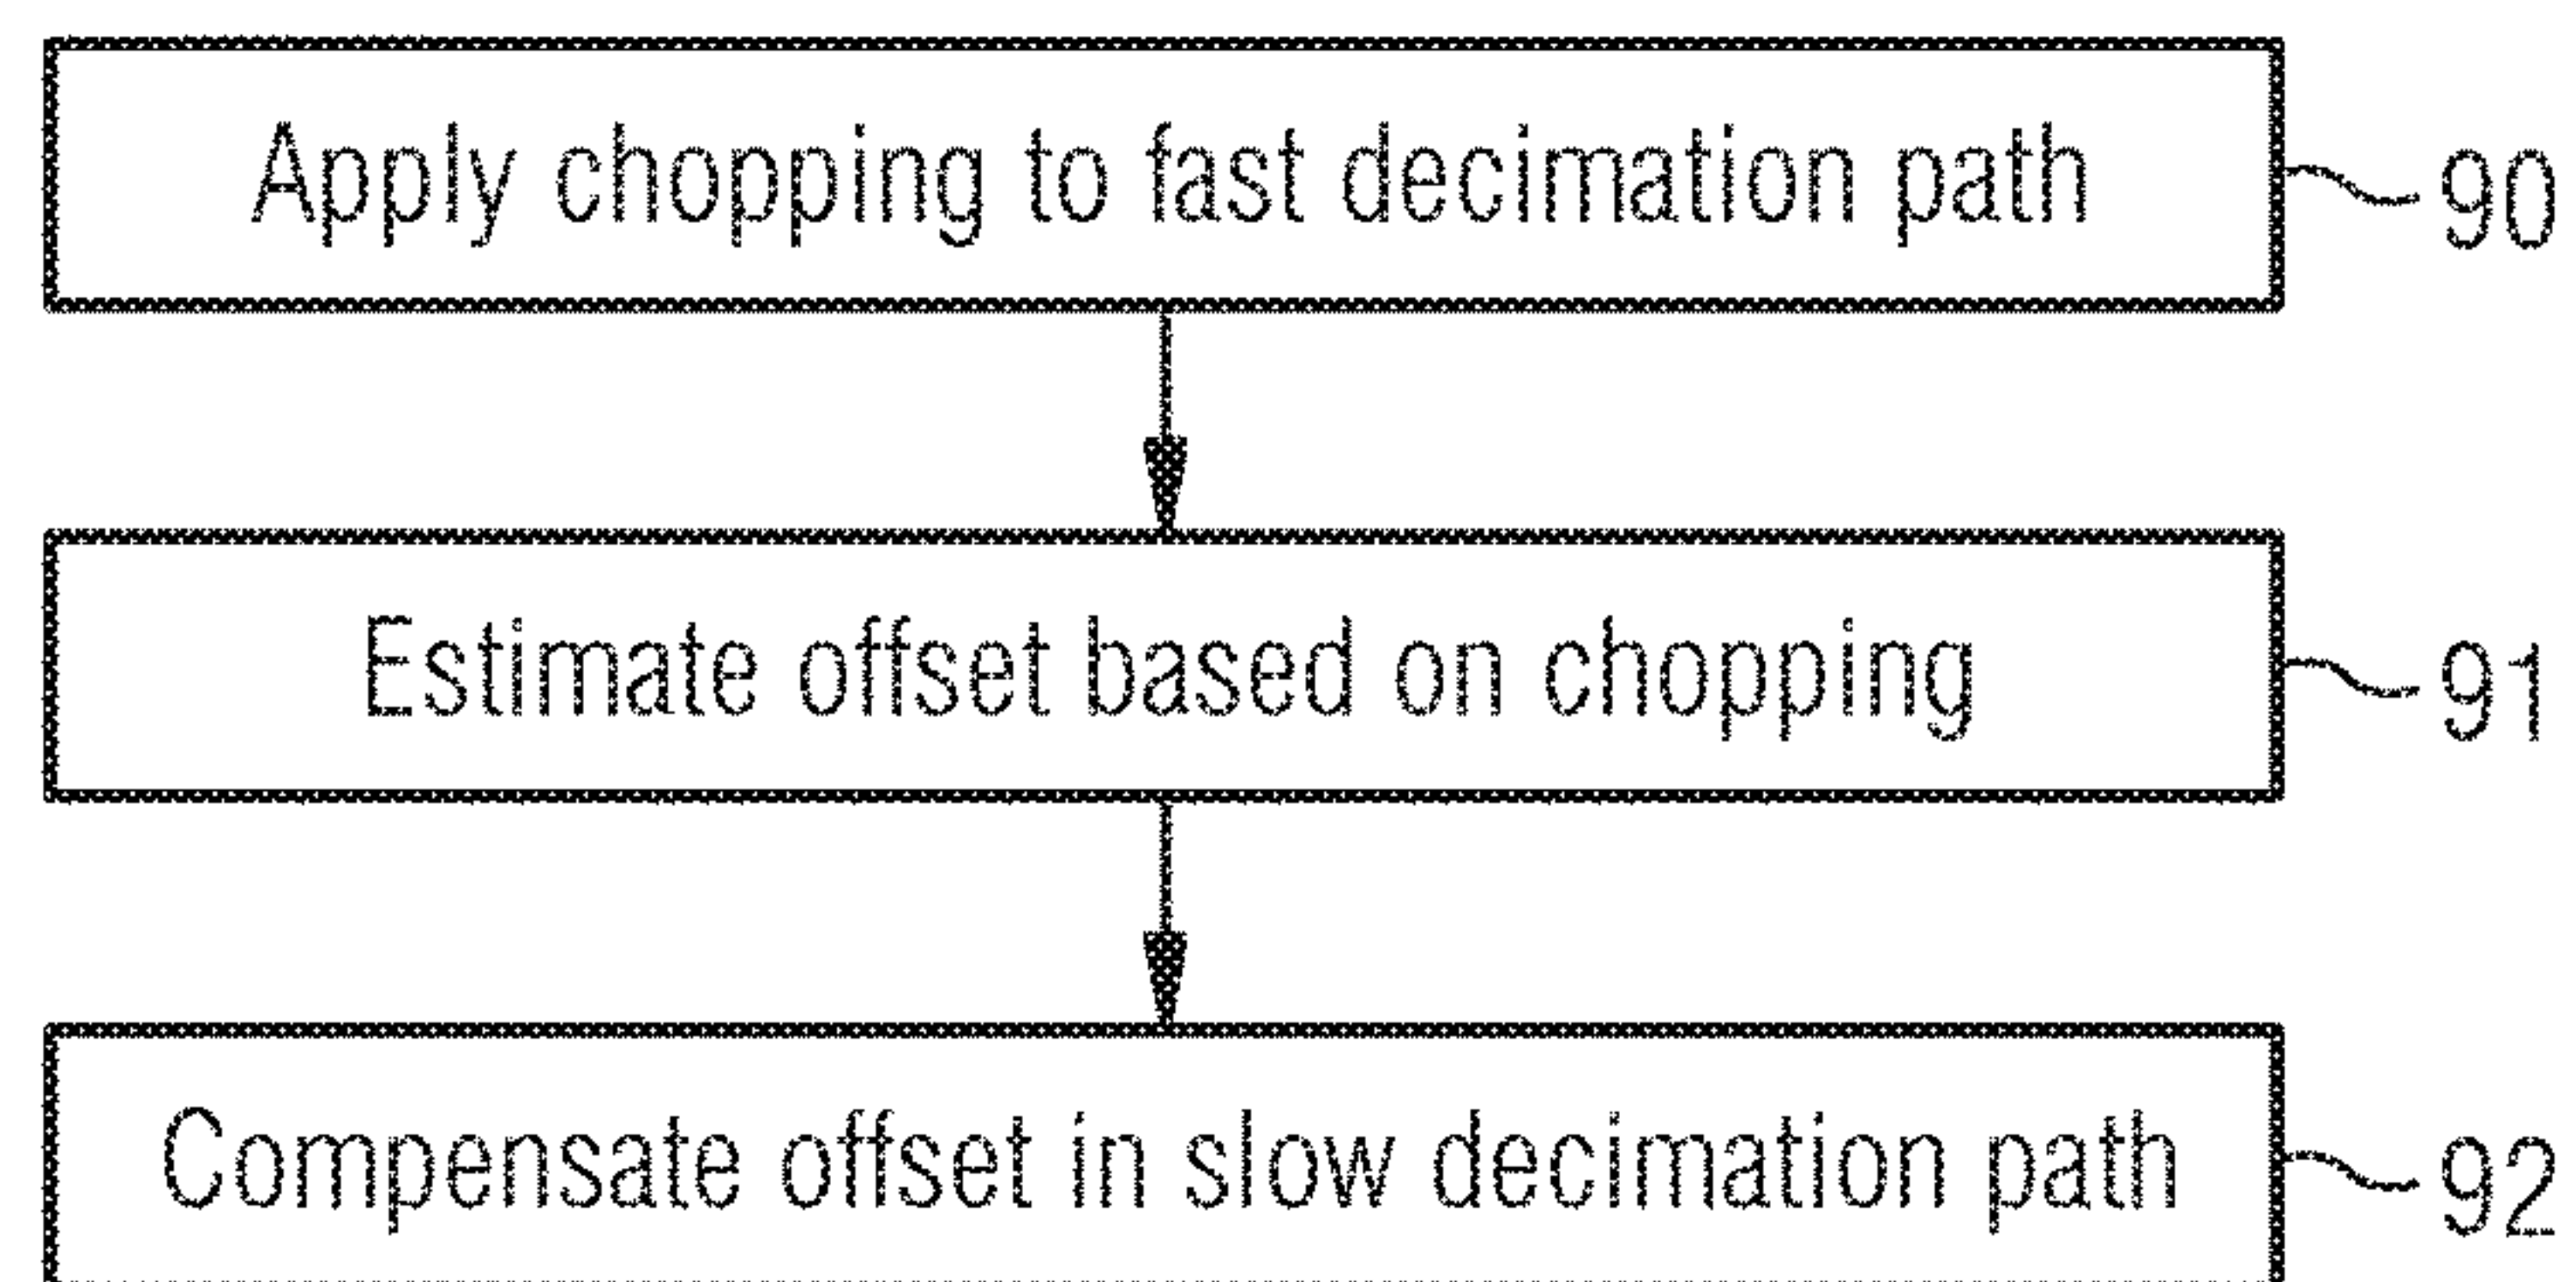 Apply chopping to fast decimation path
90
Estimate offset based on chopping
91
Compensate offset in slow decimation path
92